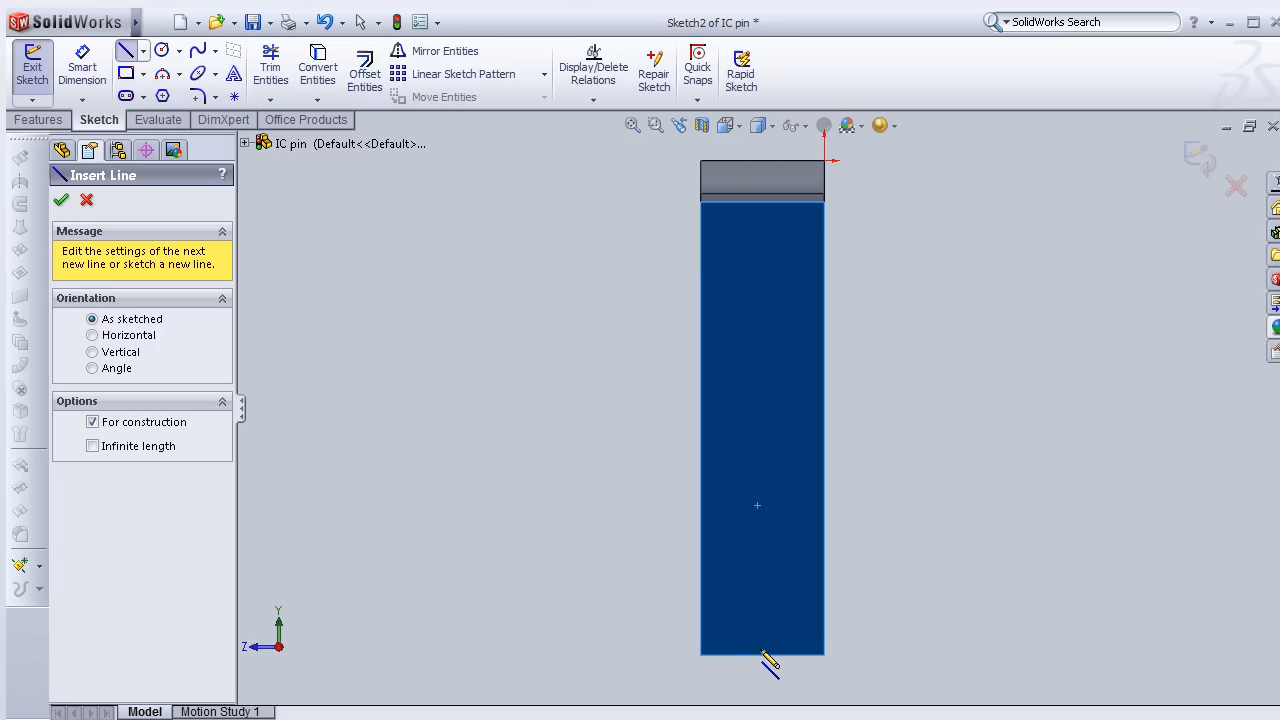 SolidWorks
Sketch2 of IC pin *
SolidWorks Search
Exit Sketch
Smart Dimension
Trim Entities
Convert Entities
Offset Entities
Mirror Entities
Linear Sketch Pattern
Move Entities
Display/Delete Relations
Repair Sketch
Quick Snaps
Rapid Sketch
Features
Sketch
Evaluate
DimXpert
Office Products
IC pin (Default<<Default>...
Insert Line
?
Message
Edit the settings of the next
new line or sketch a new line.
Orientation
As sketched
Horizontal
Vertical
Angle
Options
For construction
Infinite length
Y
Z
Model
Motion Study 1